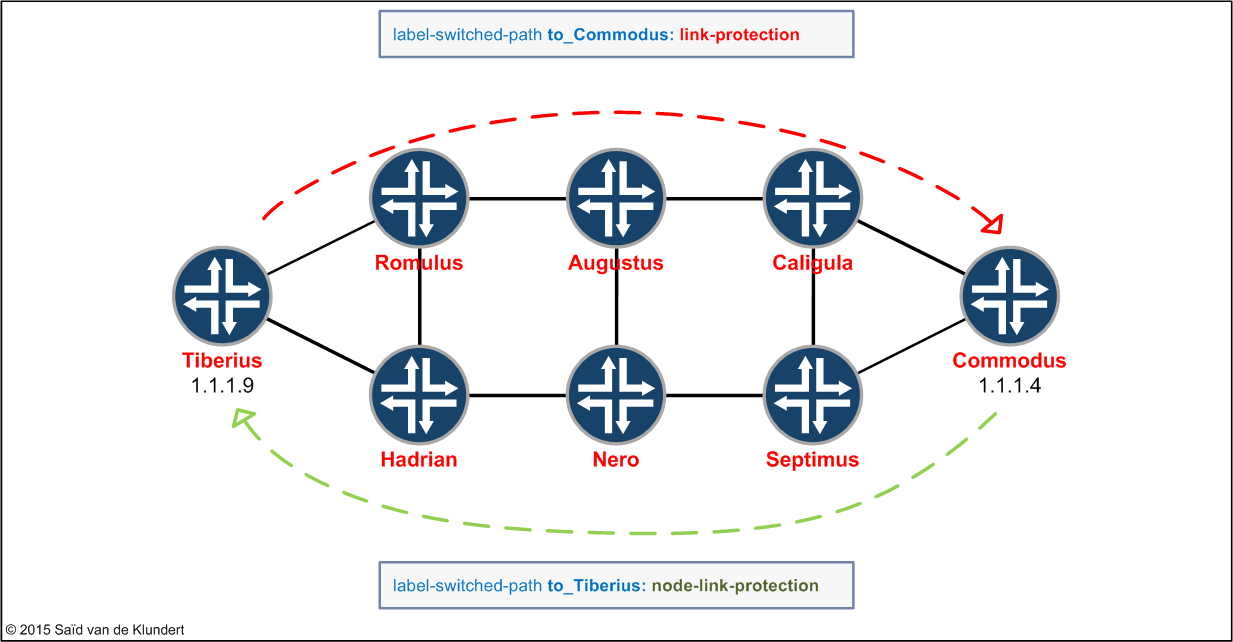 label-switched-path to_Commodus: link-protection
Romulus
Augustus
Caligula
Tiberius
1.1.1.9
Commodus
1.1.1.4
Hadrian
Nero
Septimus
label-switched-path to_Tiberius: node-link-protection
© 2015 Saïd van de Klundert